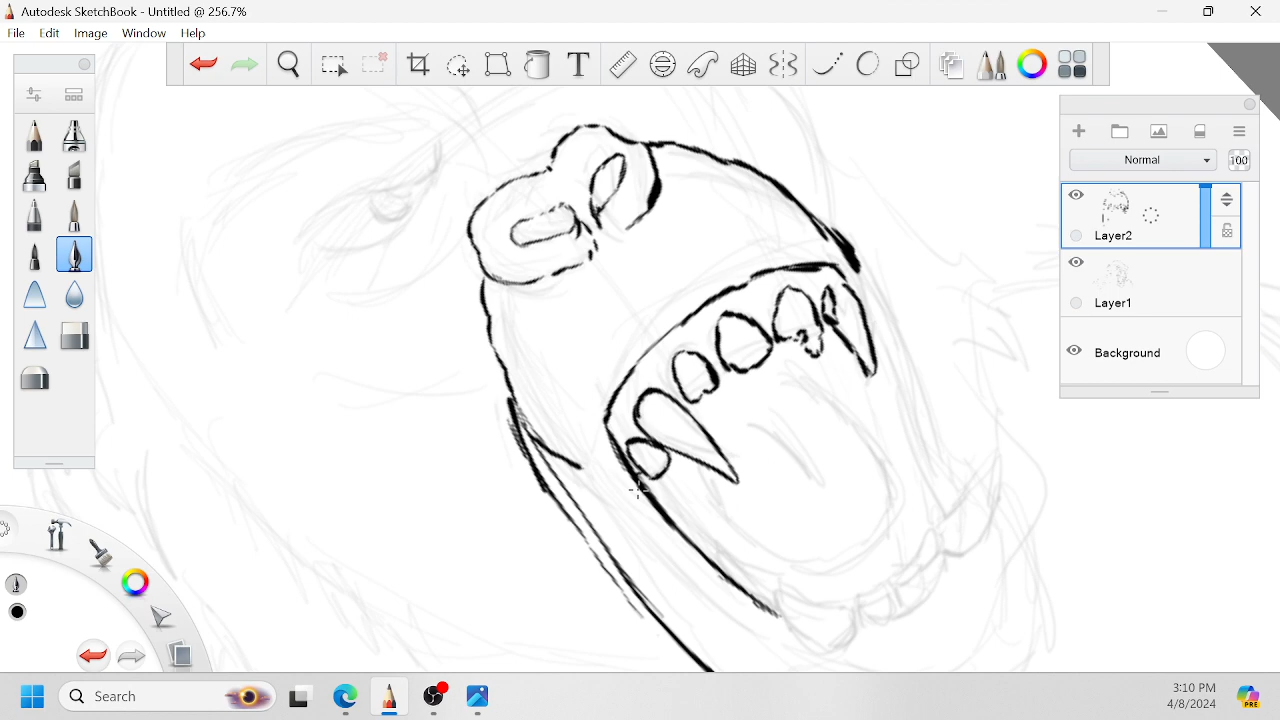 Autodesk SketchBook - Untitled @ 256.7%
File Edit Image Window Help
T
Normal
100
Layer2
Layer1
Background
Search
3:10 PM
4/8/2024
PRE